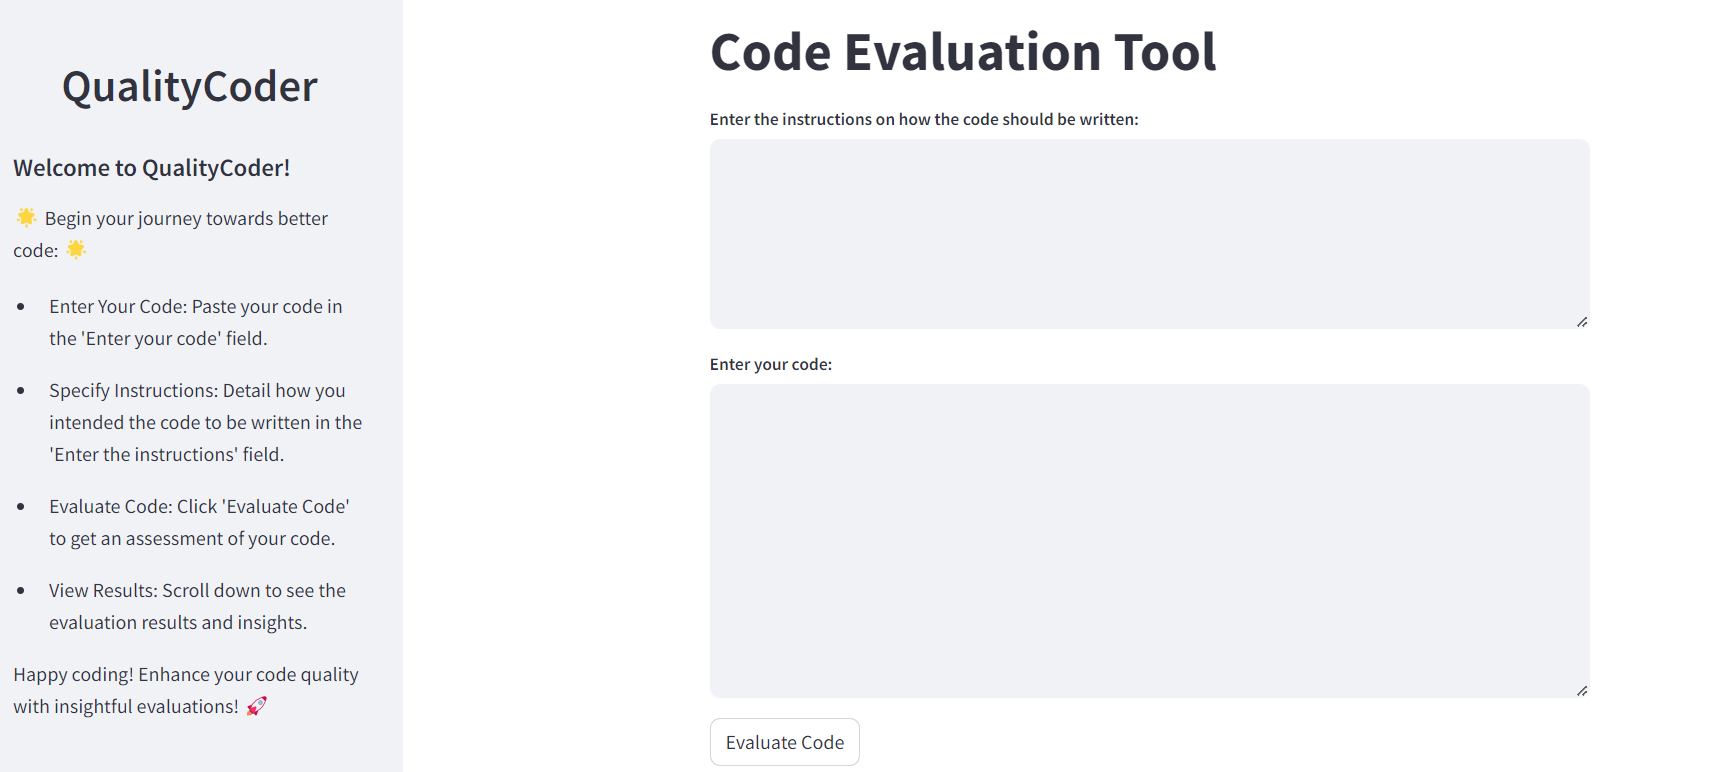 QualityCoder
Welcome to QualityCoder!
🌟 Begin your journey towards better
code: 🌟
• Enter Your Code: Paste your code in
the 'Enter your code' field.
• Specify Instructions: Detail how you
intended the code to be written in the
'Enter the instructions' field.
• Evaluate Code: Click 'Evaluate Code'
to get an assessment of your code.
• View Results: Scroll down to see the
evaluation results and insights.
Happy coding! Enhance your code quality
with insightful evaluations! 🚀
Code Evaluation Tool
Enter the instructions on how the code should be written:
Enter your code:
Evaluate Code